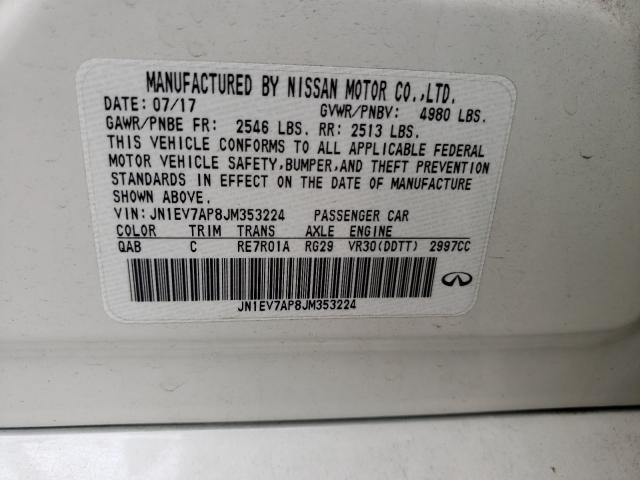 MANUFACTURED BY NISSAN MOTOR CO.,LTD.
DATE: 07/17 GVWR/PNBV: 4980 LBS.
GAWR/PNBE FR: 2546 LBS. RR: 2513 LBS.
THIS VEHICLE CONFORMS TO ALL APPLICABLE FEDERAL
MOTOR VEHICLE SAFETY,BUMPER,AND THEFT PREVENTION
STANDARDS IN EFFECT ON THE DATE OF MANUFACTURE
SHOWN ABOVE.
VIN: JN1EV7AP8JM353224 PASSENGER CAR
COLOR TRIM TRANS AXLE ENGINE
QAB C RE7R01A RG29 VR30(DDTT) 2997CC
JN1EV7AP8JM353224